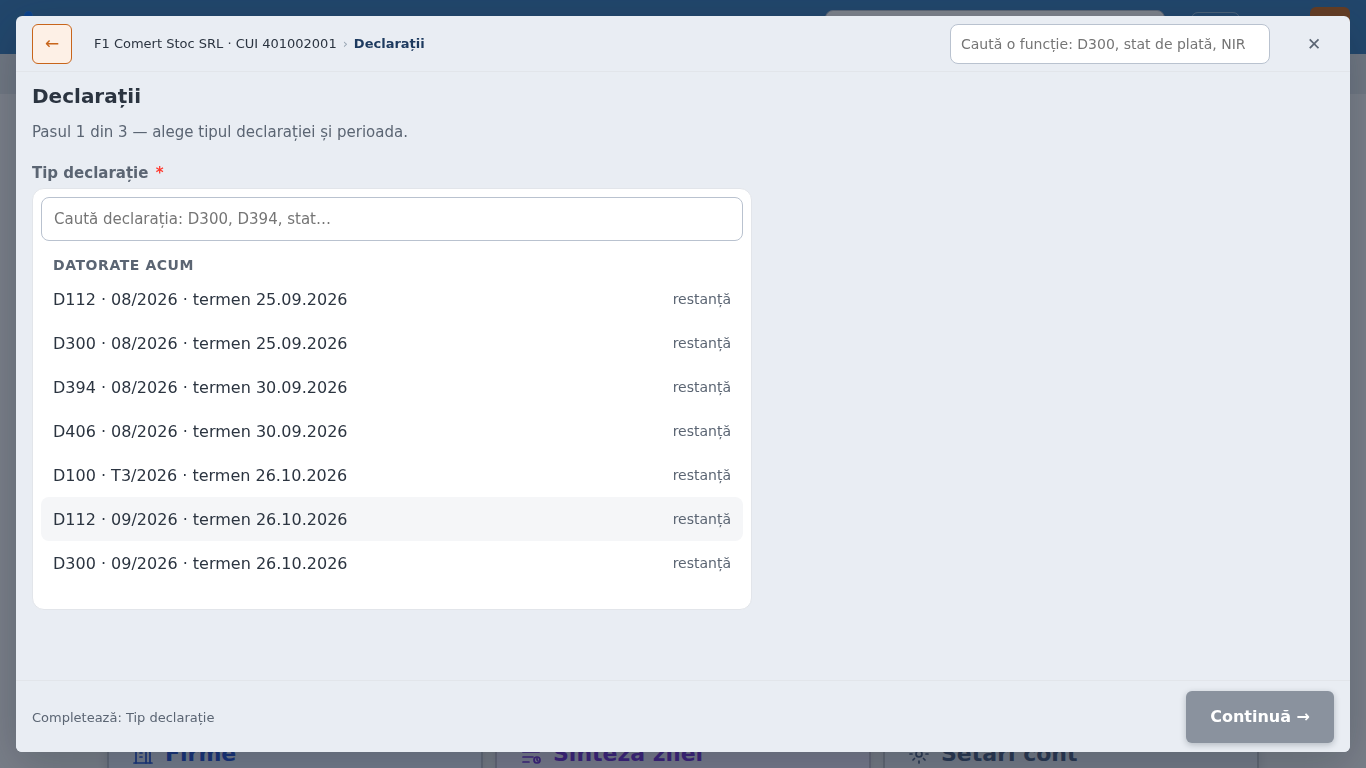 ←
F1 Comert Stoc SRL · CUI 401002001 › Declarații
Caută o funcție: D300, stat de plată, NIR
✕
Declarații
Pasul 1 din 3 — alege tipul declarației și perioada.
Tip declarație *
Caută declarația: D300, D394, stat...
DATORATE ACUM
D112 · 08/2026 · termen 25.09.2026 restanță
D300 · 08/2026 · termen 25.09.2026 restanță
D394 · 08/2026 · termen 30.09.2026 restanță
D406 · 08/2026 · termen 30.09.2026 restanță
D100 · T3/2026 · termen 26.10.2026 restanță
D112 · 09/2026 · termen 26.10.2026 restanță
D300 · 09/2026 · termen 26.10.2026 restanță
Completează: Tip declarație
Continuă →
Firme Sinteza zilei Setări cont